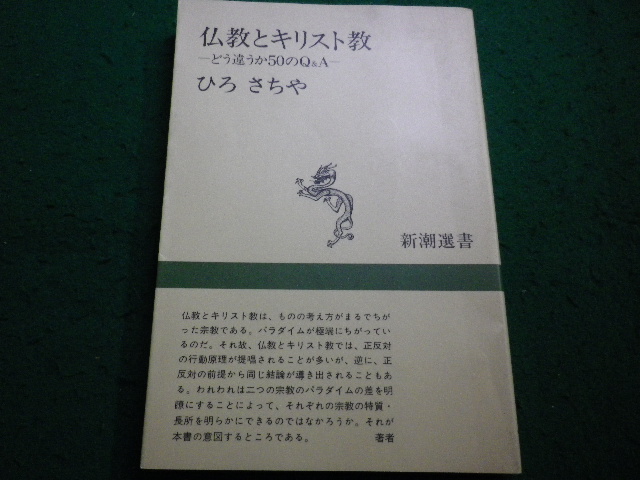 仏教とキリスト教
―どう違うか50のQ&A―
ひろ さちや
新潮選書
仏教とキリスト教は、ものの考え方がまるでちが
った宗教である。パラダイムが極端にちがってい
るのだ。それ故、仏教とキリスト教では、正反対
の行動原理が提唱されることが多いが、逆に、正
反対の前提から同じ結論が導き出されることもあ
る。われわれは二つの宗教のパラダイムの差を明
瞭にすることによって、それぞれの宗教の特質・
長所を明らかにできるのではなかろうか。それが
本書の意図するところである。 著者